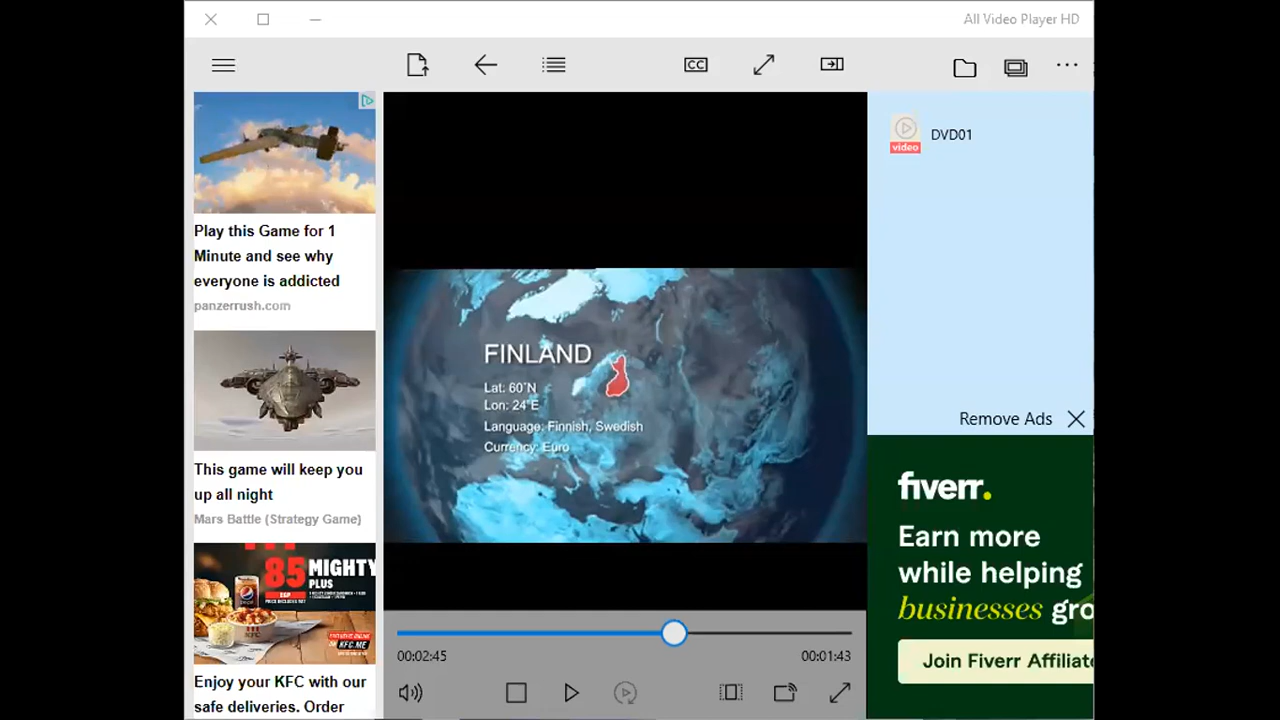 All Video Player HD
CC
Play this Game for 1
Minute and see why
everyone is addicted
panzerrush.com
This game will keep you
up all night
Mars Battle (Strategy Game)
85 MIGHTY
PLUS
Enjoy your KFC with our
safe deliveries. Order
FINLAND
Lat: 60°N
Lon: 24°E
Language: Finnish, Swedish
Currency: Euro
00:02:45
00:01:43
video
DVD01
Remove Ads
fiverr.
Earn more
while helping
businesses gro
Join Fiverr Affiliate